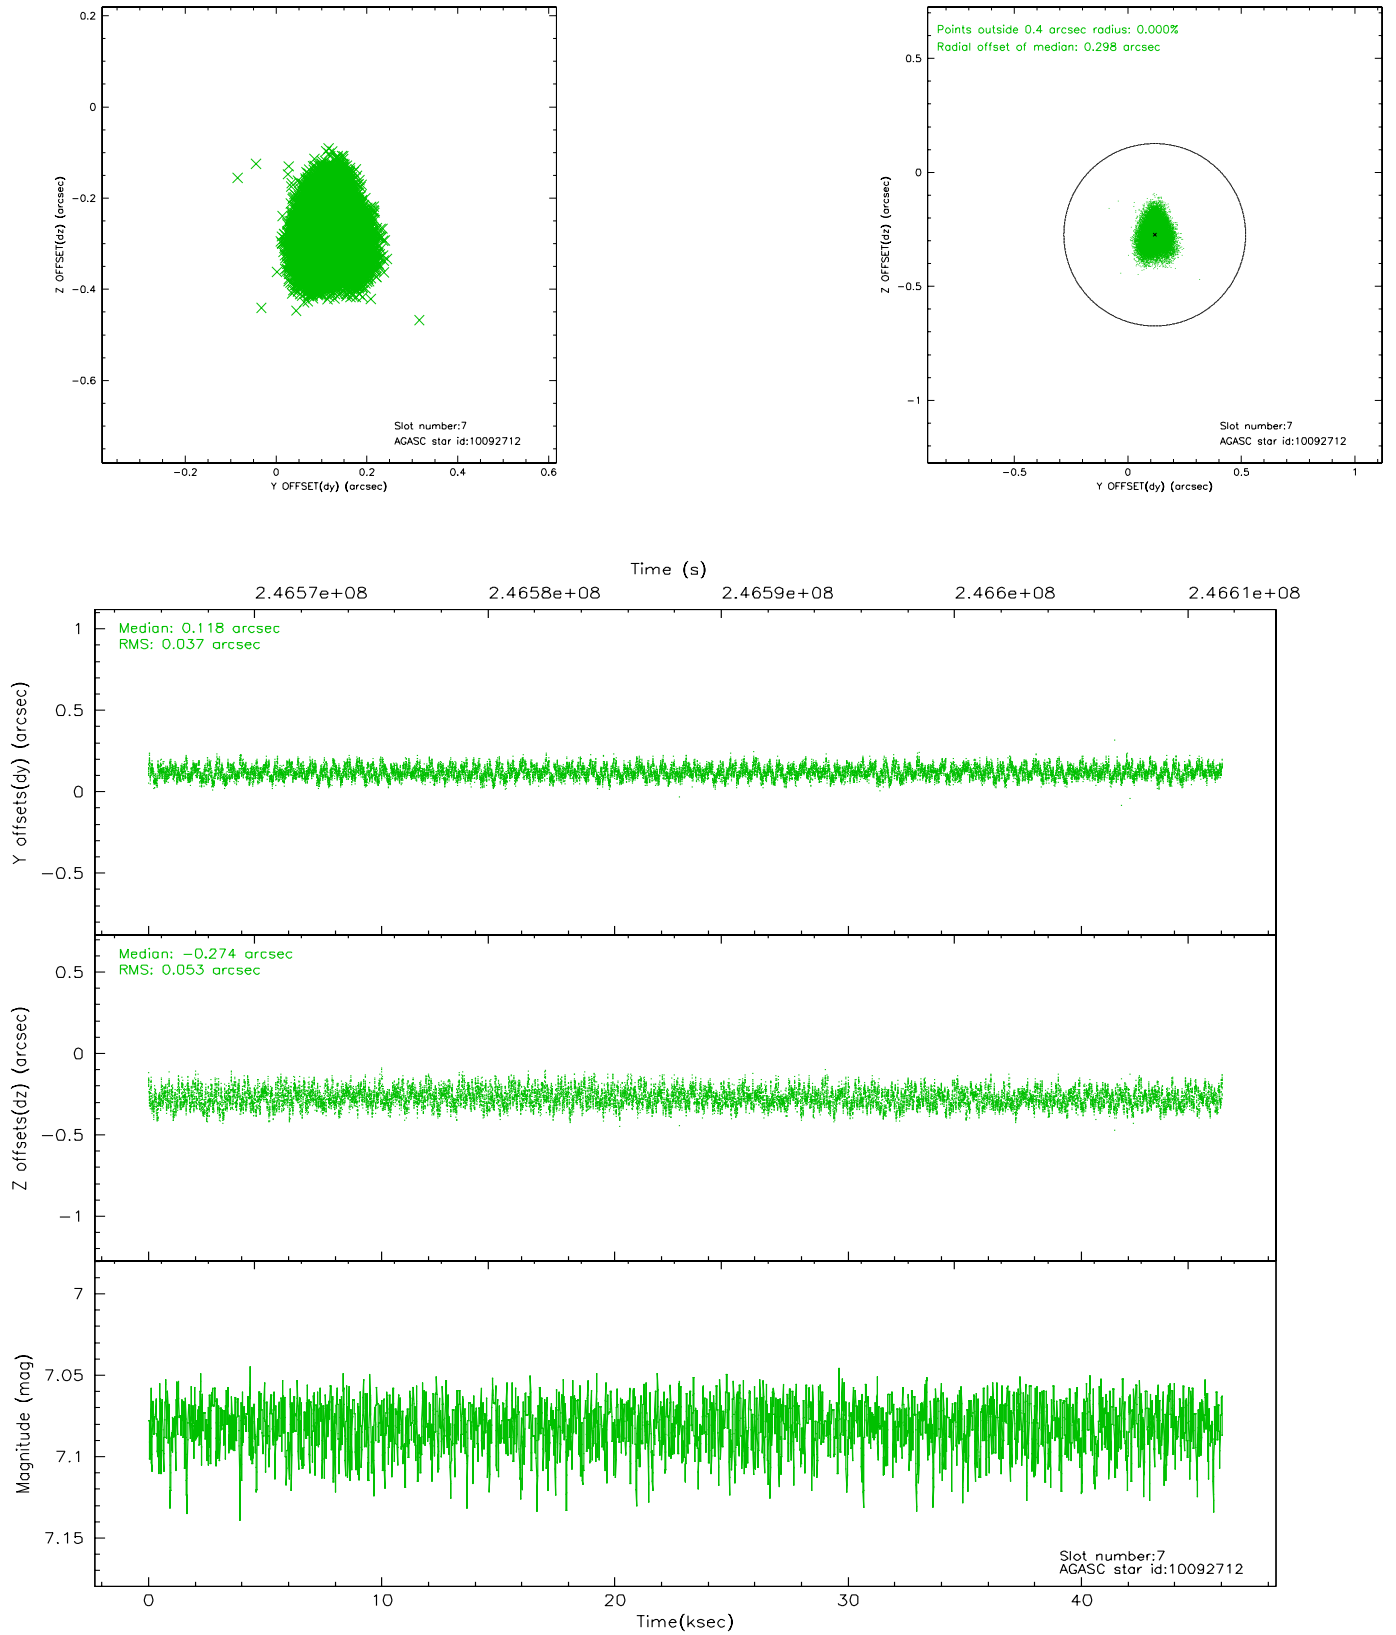 0.2
0
−0.2
−0.4
−0.6
Z OFFSET(dz) (arcsec)
Slot number:7
AGASC star id:10092712
−0.2 0 0.2 0.4 0.6
Y OFFSET(dy) (arcsec)
Points outside 0.4 arcsec radius: 0.000%
Radial offset of median: 0.298 arcsec
0.5
0
−0.5
−1
Z OFFSET(dz) (arcsec)
Slot number:7
AGASC star id:10092712
−0.5 0 0.5 1
Y OFFSET(dy) (arcsec)
Time (s)
2.4657e+08 2.4658e+08 2.4659e+08 2.466e+08 2.4661e+08
Median: 0.118 arcsec
RMS: 0.037 arcsec
1
0.5
0
−0.5
Y offsets(dy) (arcsec)
Median: −0.274 arcsec
RMS: 0.053 arcsec
0.5
0
−0.5
−1
Z offsets(dz) (arcsec)
7
7.05
7.1
7.15
Magnitude (mag)
Slot number:7
AGASC star id:10092712
0 10 20 30 40
Time(ksec)